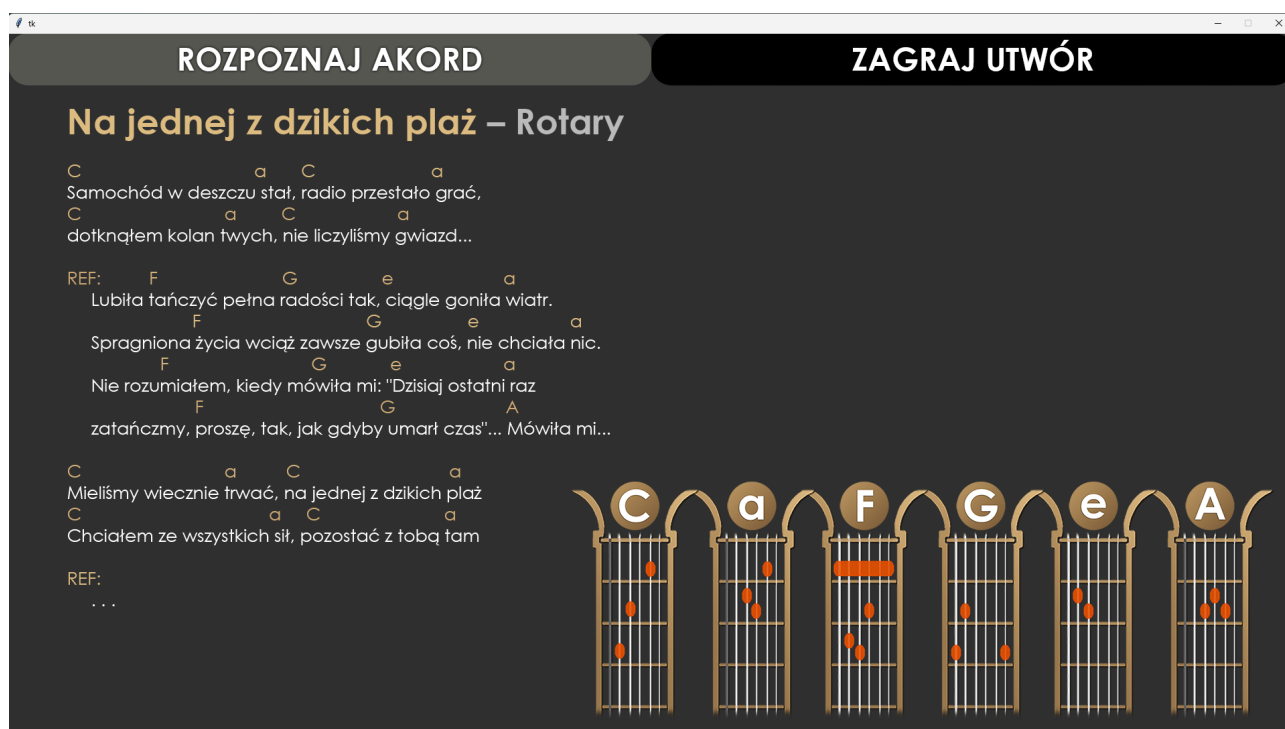 tk
ROZPOZNAJ AKORD
ZAGRAJ UTWÓR
Na jednej z dzikich plaż – Rotary
C a C a
Samochód w deszczu stał, radio przestało grać,
C a C a
dotknąłem kolan twych, nie liczyliśmy gwiazd...
REF: F G e a
Lubiła tańczyć pełna radości tak, ciągle goniła wiatr.
F G e a
Spragniona życia wciąż zawsze gubiła coś, nie chciała nic.
F G e a
Nie rozumiałem, kiedy mówiła mi: "Dzisiaj ostatni raz
F G A
zatańczmy, proszę, tak, jak gdyby umarł czas"... Mówiła mi...
C a C a
Mieliśmy wiecznie trwać, na jednej z dzikich plaż
C a C a
Chciałem ze wszystkich sił, pozostać z tobą tam
REF:
. . .
C a F G e A